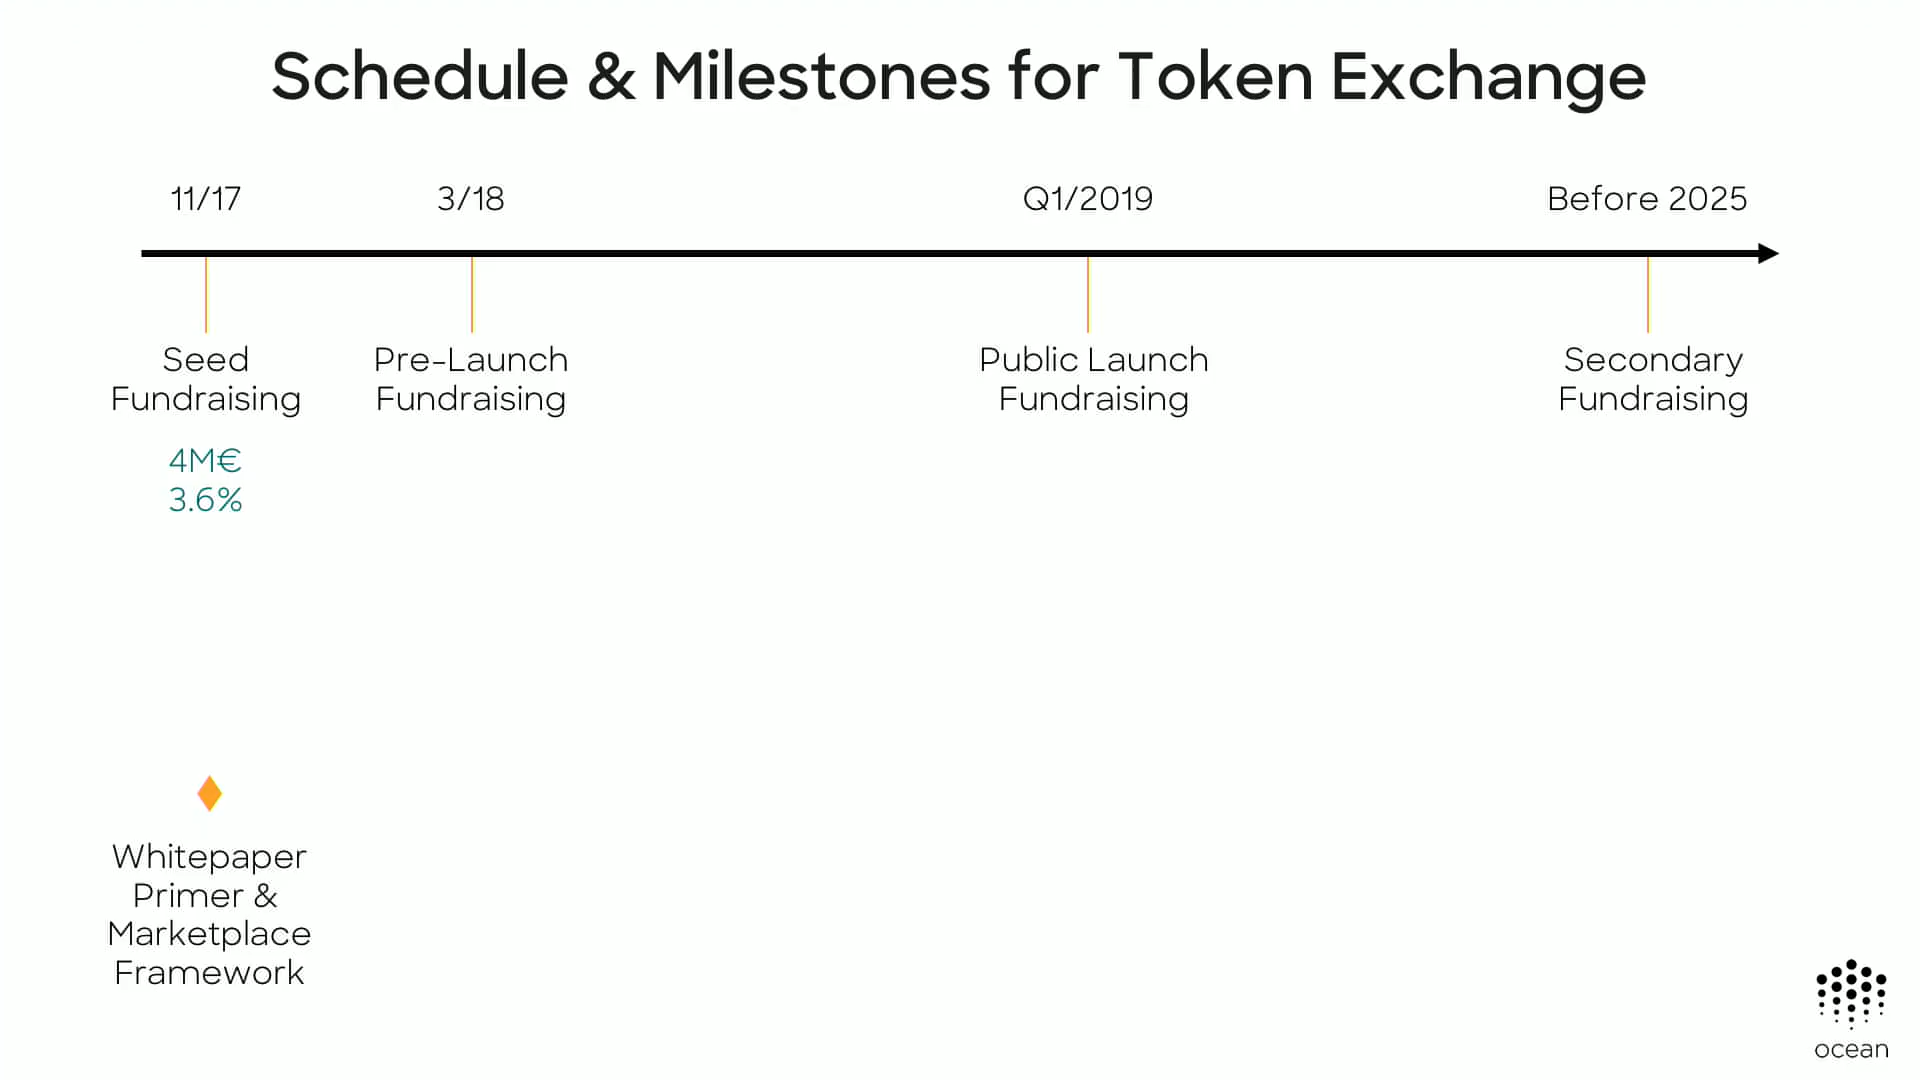 Schedule & Milestones for Token Exchange
11/17
3/18
Q1/2019
Before 2025
Seed
Fundraising
Pre-Launch
Fundraising
Public Launch
Fundraising
Secondary
Fundraising
4M€
3.6%
Whitepaper
Primer &
Marketplace
Framework
ocean